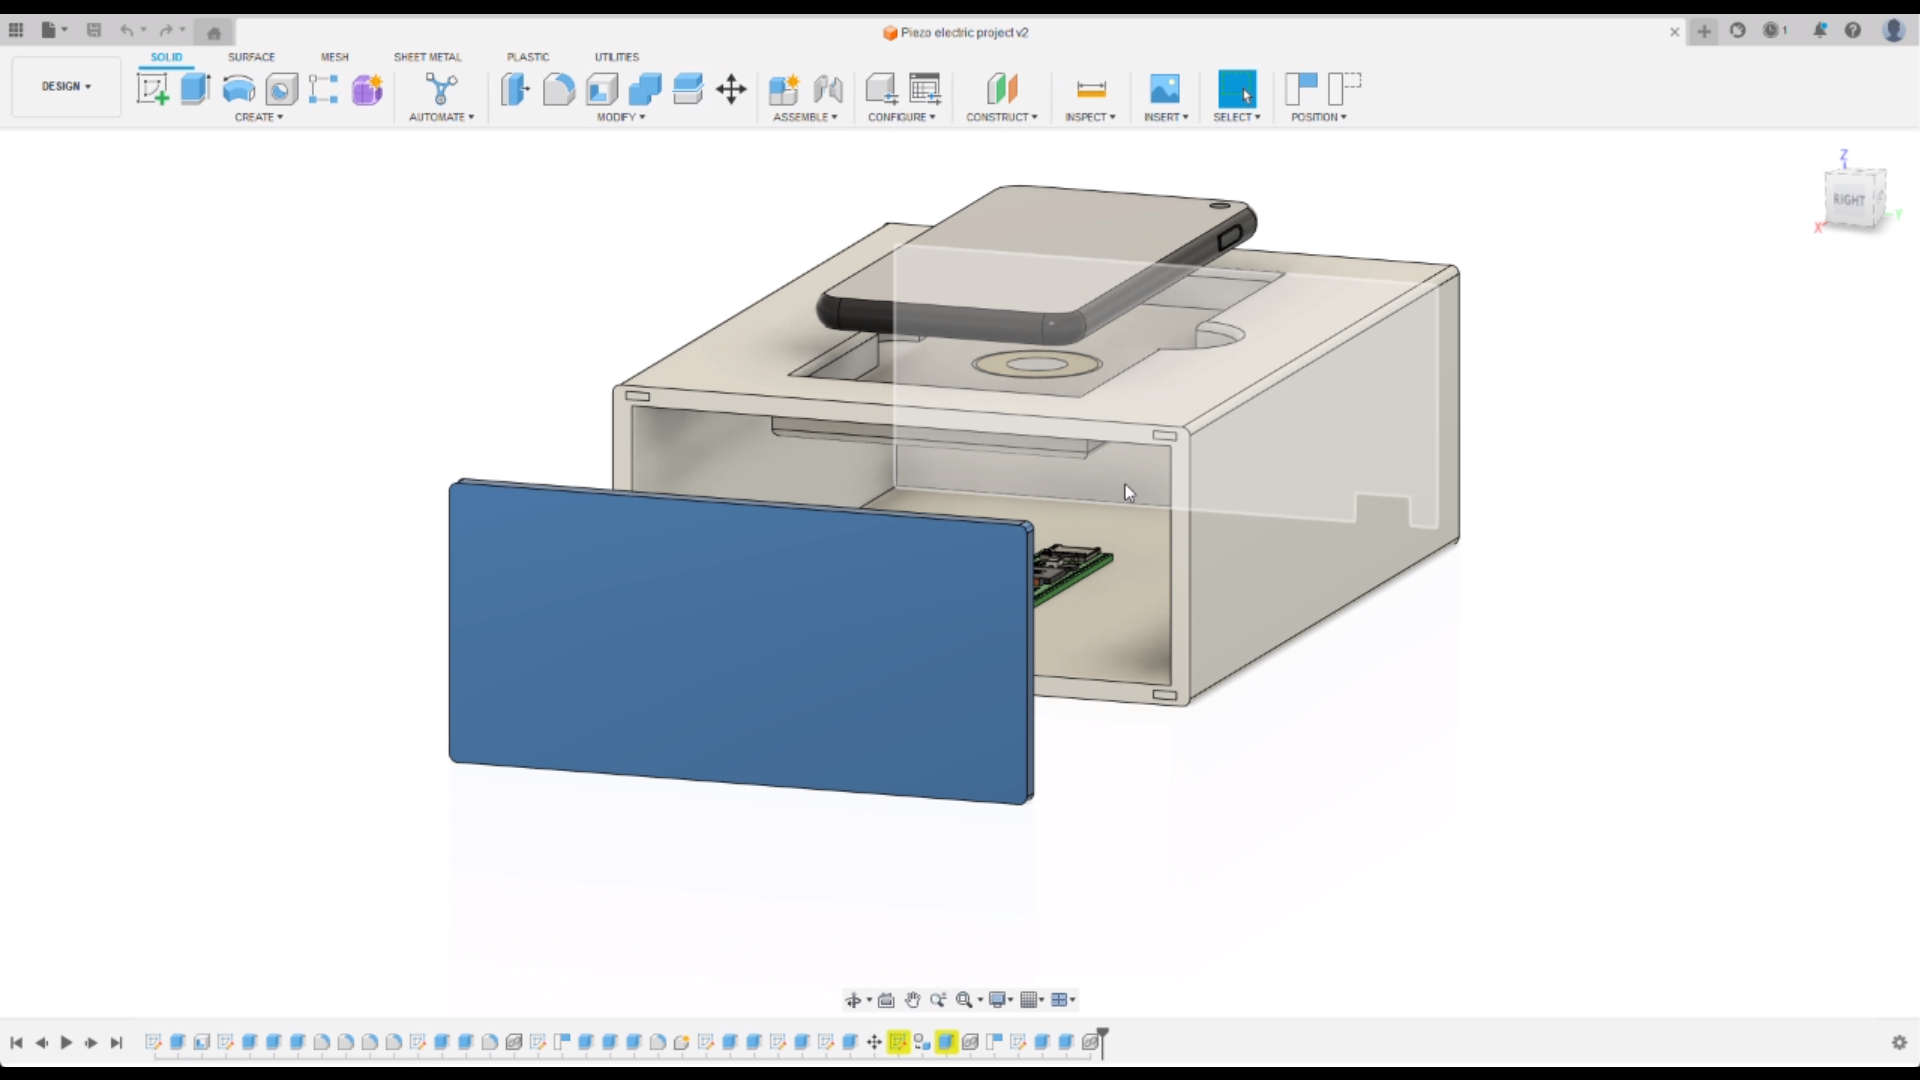 Piezo electric project v2
1
SOLID SURFACE MESH SHEET METAL PLASTIC UTILITIES
DESIGN
CREATE AUTOMATE MODIFY ASSEMBLE CONFIGURE CONSTRUCT INSPECT INSERT SELECT POSITION
Z
RIGHT
Y
X